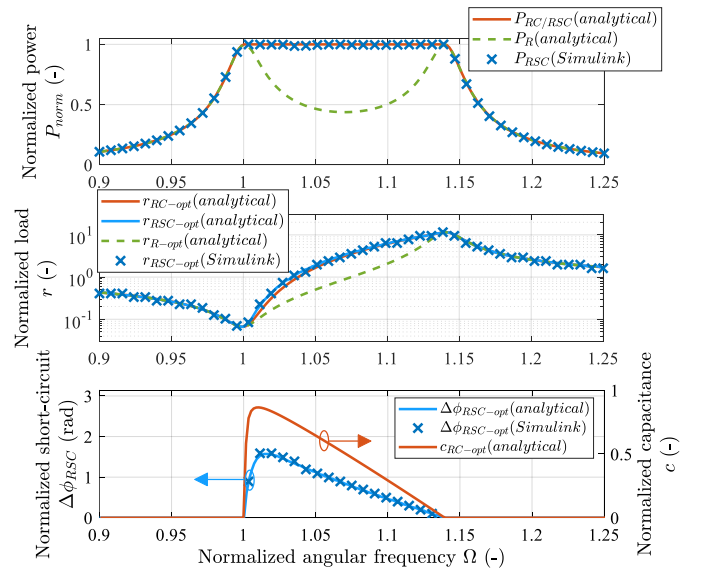 P_{RC/RSC}(analytical)
P_{R}(analytical)
P_{RSC}(Simulink)
Normalized power
P_{norm} (-)
1
0.5
0
0.9 0.95 1 1.05 1.1 1.15 1.2 1.25
r_{RC-opt}(analytical)
r_{RSC-opt}(analytical)
r_{R-opt}(analytical)
r_{RSC-opt}(Simulink)
Normalized load
r (-)
10^1
10^0
10^{-1}
0.9 0.95 1 1.05 1.1 1.15 1.2 1.25
Normalized short-circuit
Δϕ_{RSC} (rad)
3
2
1
0
Δϕ_{RSC-opt}(analytical)
Δϕ_{RSC-opt}(Simulink)
c_{RC-opt}(analytical)
1
0.5
0
Normalized capacitance
c (-)
0.9 0.95 1 1.05 1.1 1.15 1.2 1.25
Normalized angular frequency Ω (-)